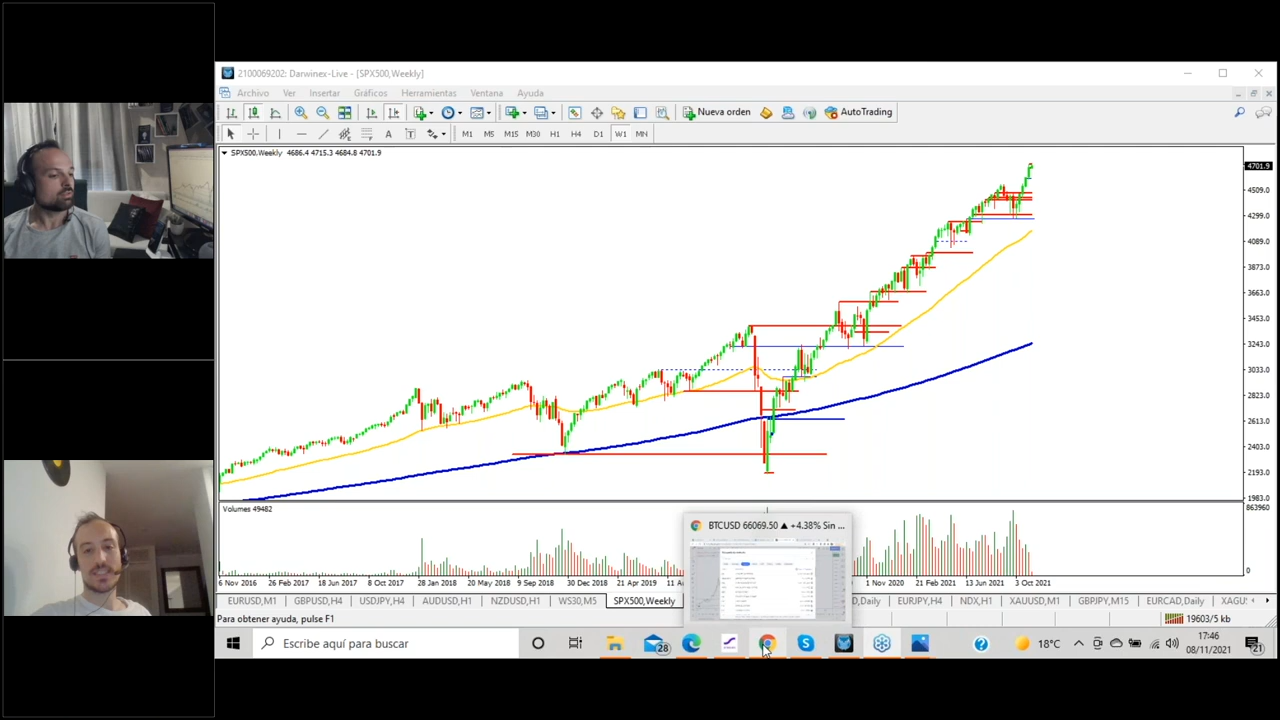 2100069202: Darwinex-Live - [SPX500,Weekly]
Archivo Ver Insertar Gráficos Herramientas Ventana Ayuda
Nueva orden AutoTrading
A T M1 M5 M15 M30 H1 H4 D1 W1 MN
SPX500,Weekly 4686.4 4715.3 4684.8 4701.9
4701.9
4509.0
4299.0
4089.0
3873.0
3663.0
3453.0
3243.0
3033.0
2823.0
2613.0
2403.0
2193.0
1983.0
Volumes 49482
863960
0
BTCUSD 66069.50 ▲ +4.38% Sin ...
6 Nov 2016 26 Feb 2017 18 Jun 2017 8 Oct 2017 28 Jan 2018 20 May 2018 9 Sep 2018 30 Dec 2018 21 Apr 2019 1 Nov 2020 21 Feb 2021 13 Jun 2021 3 Oct 2021
EURUSD,M1 GBPUSD,H4 USDJPY,H4 AUDUSD,H1 NZDUSD,H1 WS30,M5 SPX500,Weekly Daily EURJPY,H4 NDX,H1 XAUUSD,M1 GBPJPY,M15 EURCAD,Daily XAGU
Para obtener ayuda, pulse F1
19603/5 kb
Escribe aquí para buscar
28
18°C
17:46
08/11/2021
21